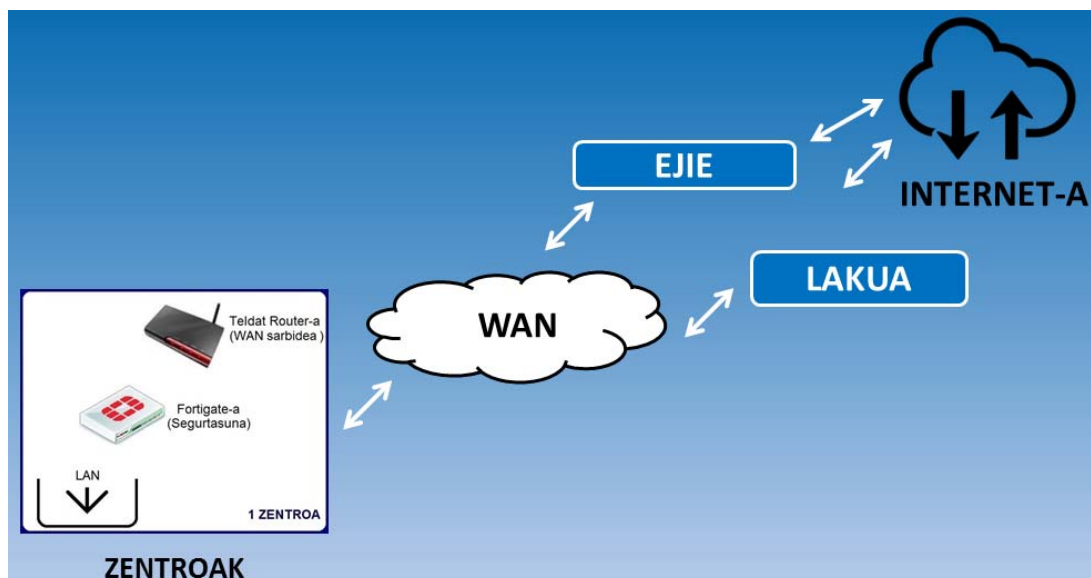 EJIE
INTERNET-A
LAKUA
WAN
Teldat Router-a
(WAN sarbidea )
Fortigate-a
(Segurtasuna)
LAN
1 ZENTROA
ZENTROAK